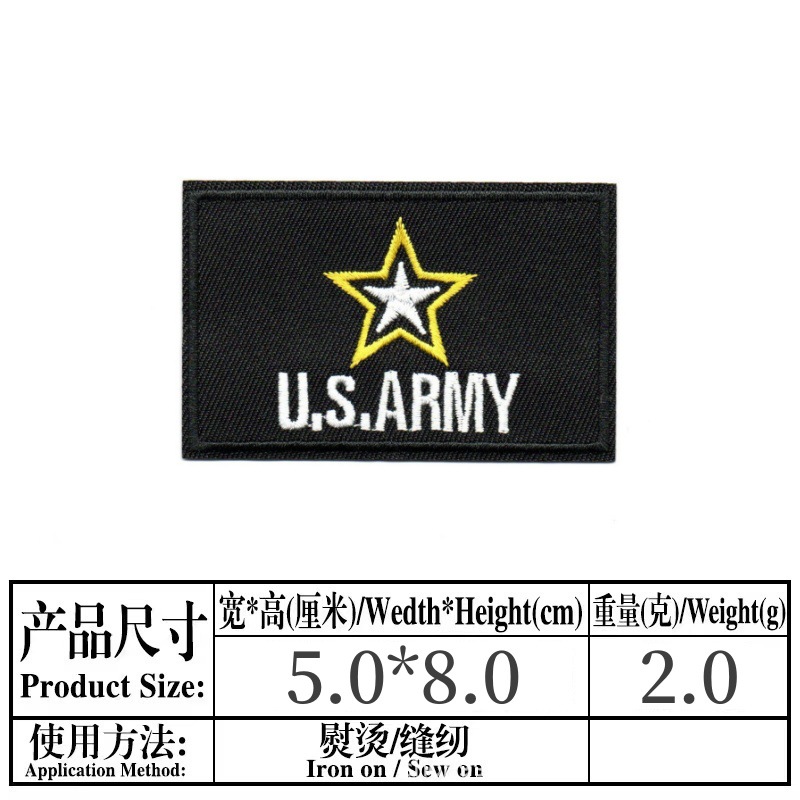 U.S.ARMY
产品尺寸
Product Size:
宽*高(厘米)/Wedth*Height(cm)
重量(克)/Weight(g)
5.0*8.0
2.0
使用方法:
Application Method:
熨烫/缝纫
Iron on / Sew on